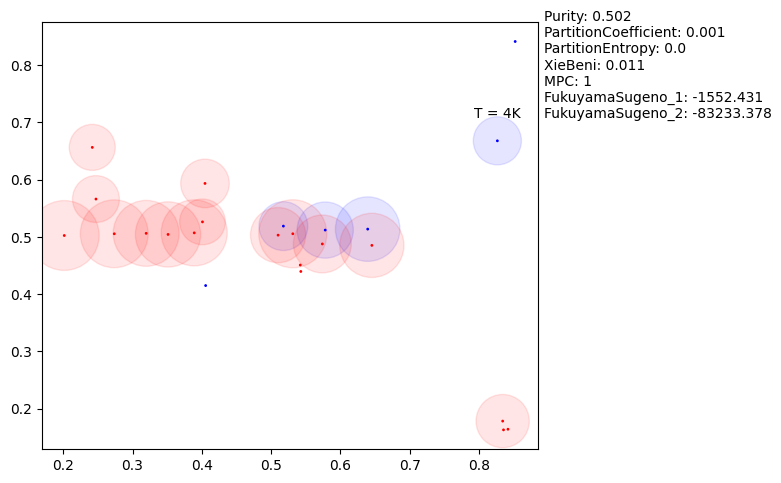 Purity: 0.502
PartitionCoefficient: 0.001
PartitionEntropy: 0.0
XieBeni: 0.011
MPC: 1
FukuyamaSugeno_1: -1552.431
FukuyamaSugeno_2: -83233.378
T = 4K
0.8
0.7
0.6
0.5
0.4
0.3
0.2
0.2 0.3 0.4 0.5 0.6 0.7 0.8